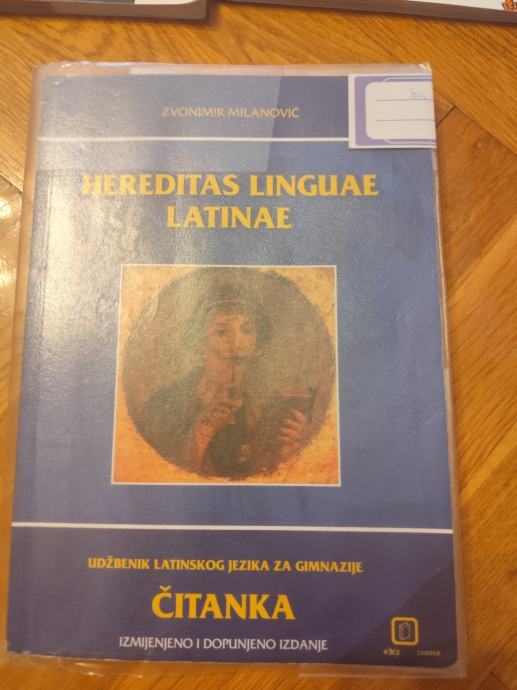 ZVONIMIR MILANOVIĆ
HEREDITAS LINGUAE
LATINAE
UDŽBENIK LATINSKOG JEZIKA ZA GIMNAZIJE
ČITANKA
IZMIJENJENO I DOPUNJENO IZDANJE
v|b|z ZAGREB